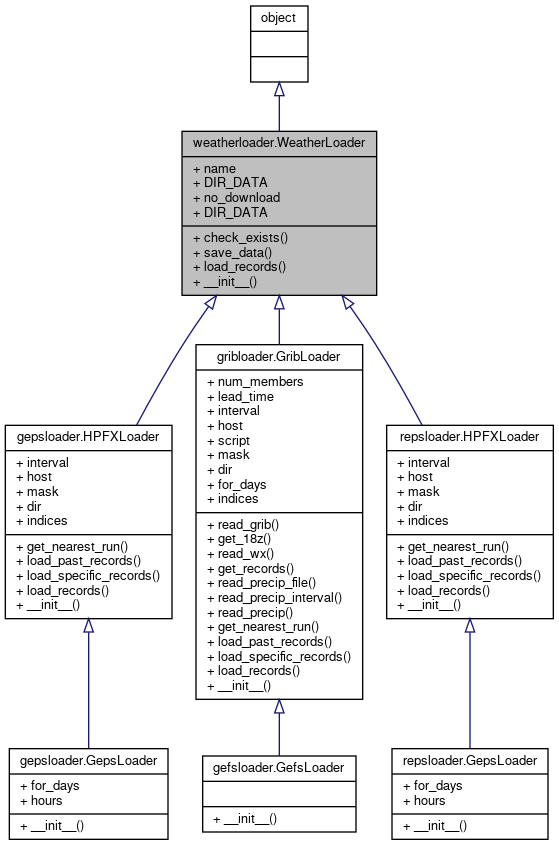 object
weatherloader.WeatherLoader
+ name
+ DIR_DATA
+ no_download
+ DIR_DATA
+ check_exists()
+ save_data()
+ load_records()
+ __init__()
gepsloader.HPFXLoader
+ interval
+ host
+ mask
+ dir
+ indices
+ get_nearest_run()
+ load_past_records()
+ load_specific_records()
+ load_records()
+ __init__()
gribloader.GribLoader
+ num_members
+ lead_time
+ interval
+ host
+ script
+ mask
+ dir
+ for_days
+ indices
+ read_grib()
+ get_18z()
+ read_wx()
+ get_records()
+ read_precip_file()
+ read_precip_interval()
+ read_precip()
+ get_nearest_run()
+ load_past_records()
+ load_specific_records()
+ load_records()
+ __init__()
repsloader.HPFXLoader
+ interval
+ host
+ mask
+ dir
+ indices
+ get_nearest_run()
+ load_past_records()
+ load_specific_records()
+ load_records()
+ __init__()
gepsloader.GepsLoader
+ for_days
+ hours
+ __init__()
gefsloader.GefsLoader
+ __init__()
repsloader.GepsLoader
+ for_days
+ hours
+ __init__()